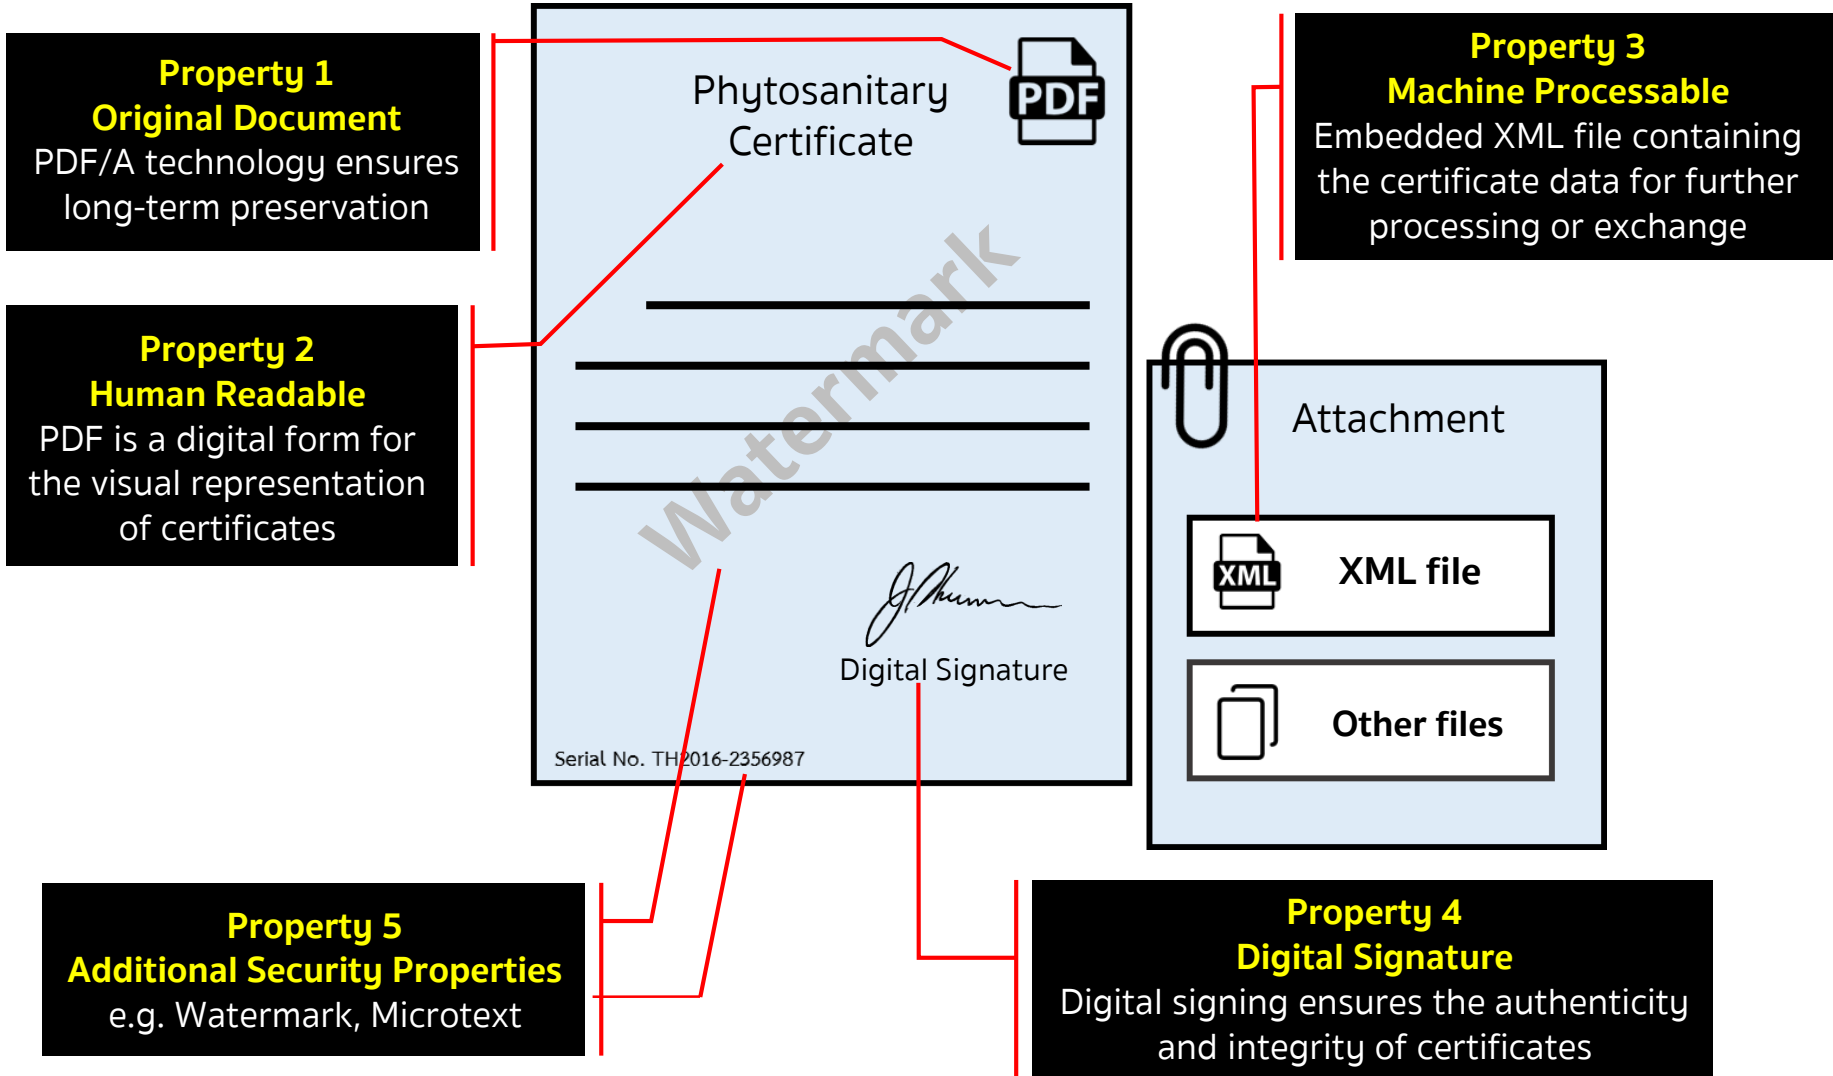 Property 1
Original Document
PDF/A technology ensures
long-term preservation
Property 2
Human Readable
PDF is a digital form for
the visual representation
of certificates
Phytosanitary
Certificate
PDF
Watermark
Digital Signature
Serial No. TH2016-2356987
Property 3
Machine Processable
Embedded XML file containing
the certificate data for further
processing or exchange
Attachment
XML
XML file
Other files
Property 5
Additional Security Properties
e.g. Watermark, Microtext
Property 4
Digital Signature
Digital signing ensures the authenticity
and integrity of certificates